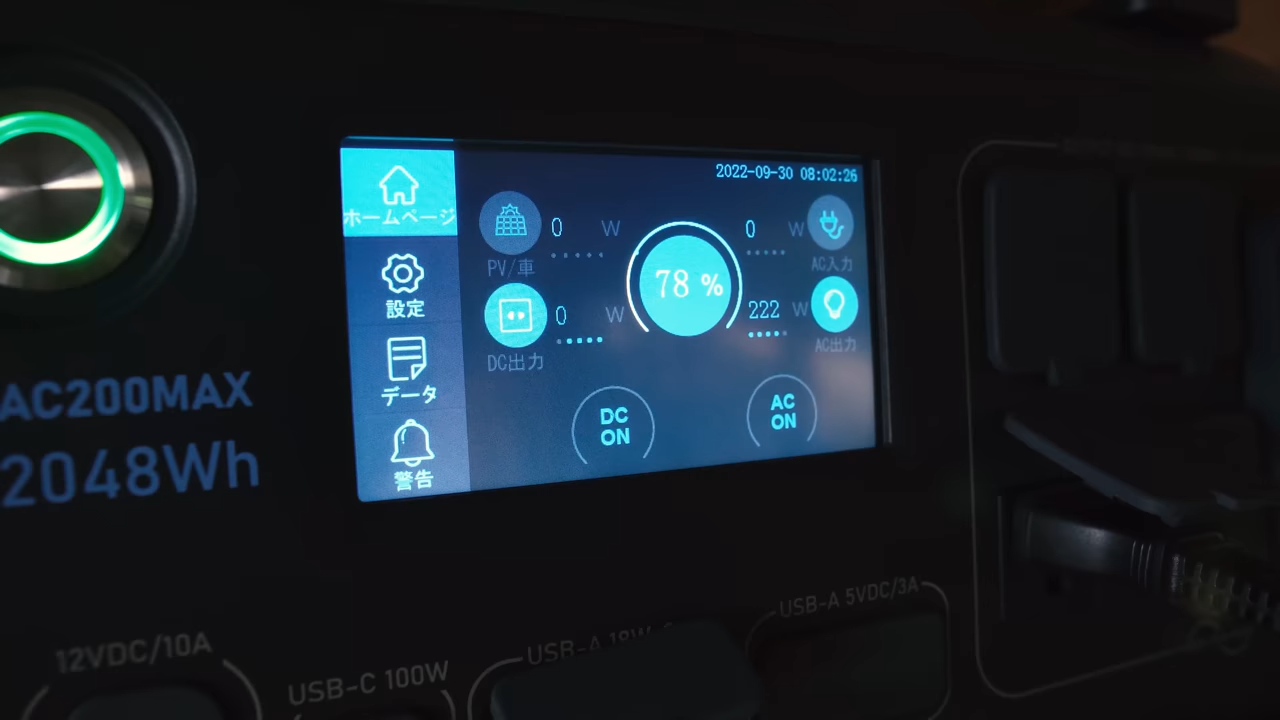 2022-09-30 08:02:26
ホームページ
設定
データ
警告
0 W
PV/車
0 W
DC出力
78 %
0 W
AC入力
222 W
AC出力
DC
ON
AC
ON
AC200MAX
2048Wh
12VDC/10A
USB-C 100W
USB-A 18W
USB-A 5VDC/3A